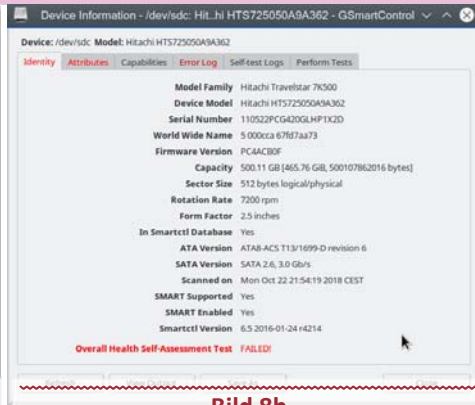 Device Information - /dev/sdc: Hit..hi HTS725050A9A362 - GSmartControl
Device: /dev/sdc Model: Hitachi HTS725050A9A362
Identity Attributes Capabilities Error Log Self-test Logs Perform Tests
Model Family Hitachi Travelstar 7K500
Device Model Hitachi HTS725050A9A362
Serial Number 110522PCG420GLHP1X2D
World Wide Name 5 000cca 67fd7aa73
Firmware Version PC4ACB0F
Capacity 500.11 GB [465.76 GiB, 500107862016 bytes]
Sector Size 512 bytes logical/physical
Rotation Rate 7200 rpm
Form Factor 2.5 inches
In Smartctl Database Yes
ATA Version ATA8-ACS T13/1699-D revision 6
SATA Version SATA 2.6, 3.0 Gb/s
Scanned on Mon Oct 22 21:54:19 2018 CEST
SMART Supported Yes
SMART Enabled Yes
Smartctl Version 6.5 2016-01-24 r4214
Overall Health Self-Assessment Test FAILED!
Bild 8b